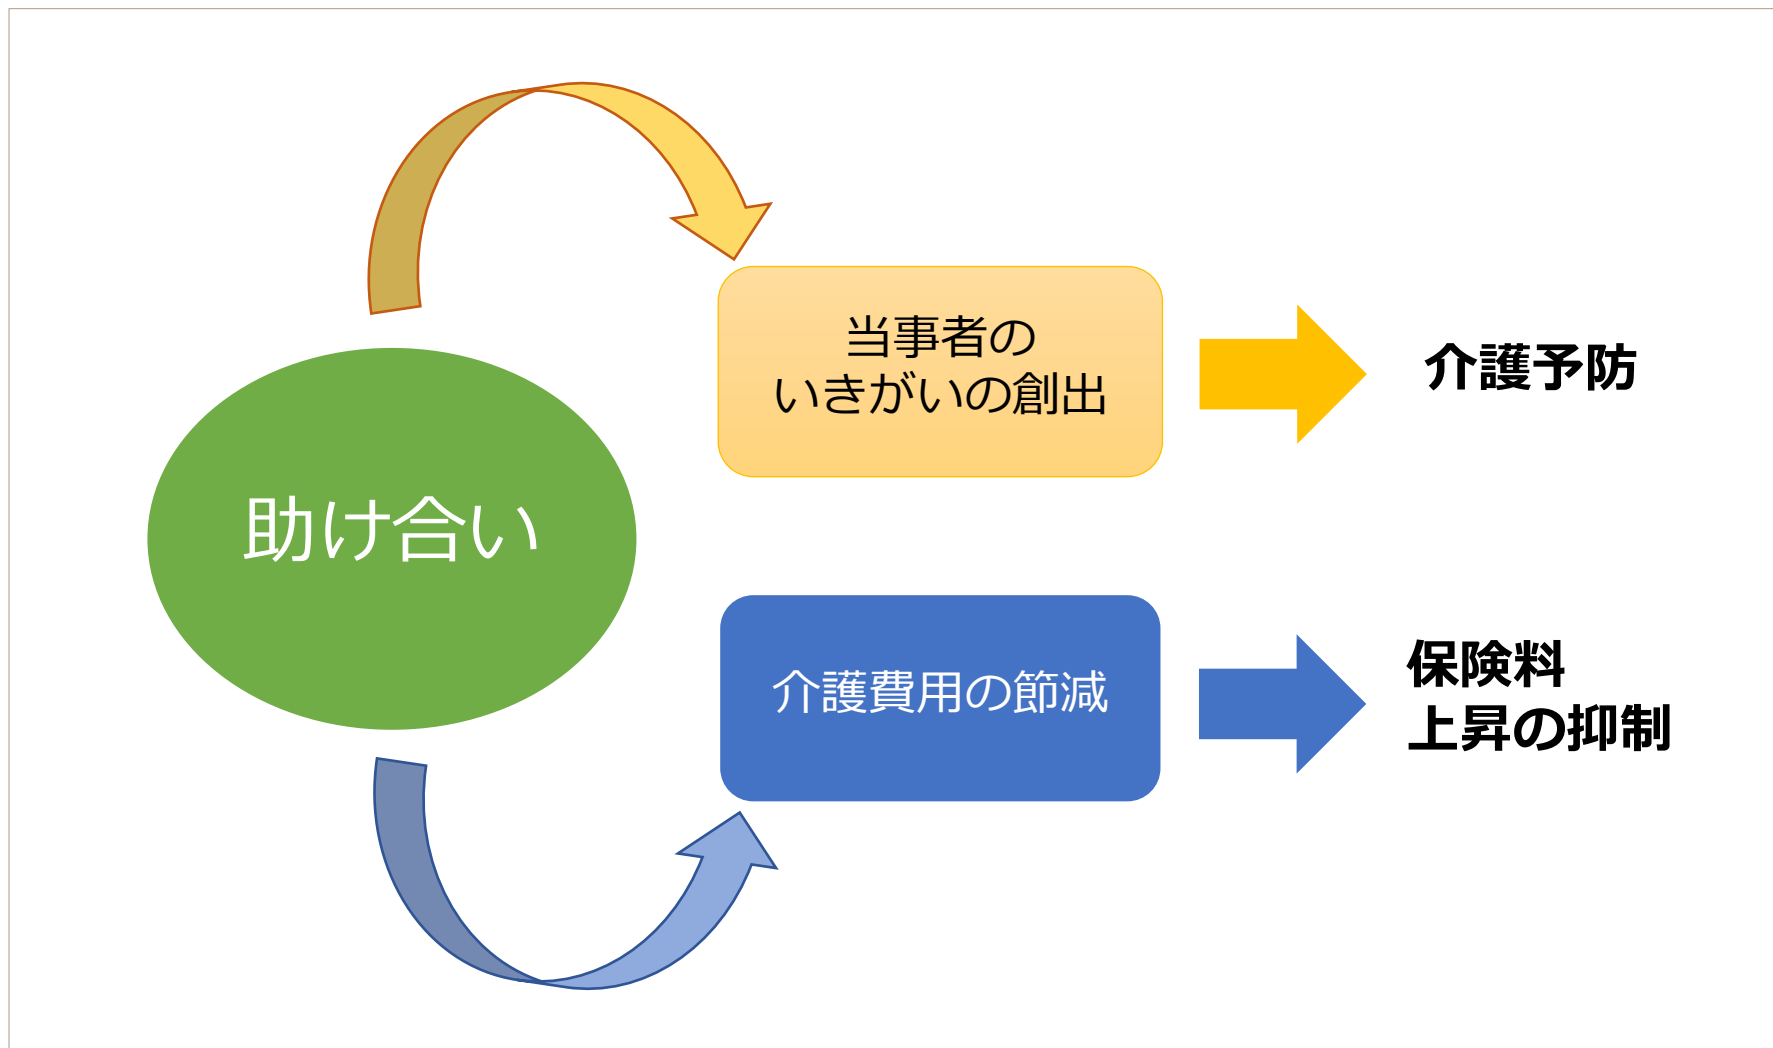 助け合い
当事者の
いきがいの創出
介護予防
介護費用の節減
保険料
上昇の抑制